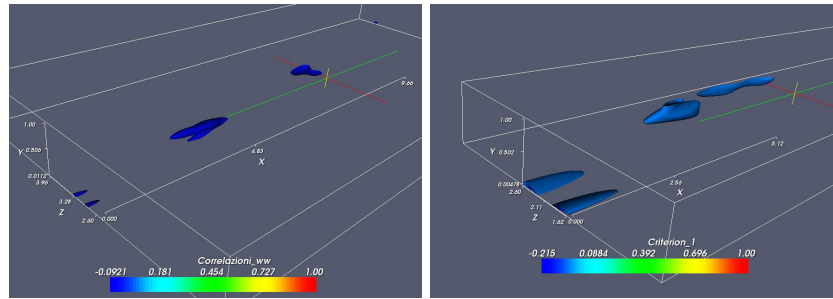 9.66
1.00
4.83
X
Y
0.506
0.0112
3.96
3.28
Z
2.60
0.000
Correlazioni_ww
-0.0921 0.181 0.454 0.727 1.00
1.00
5.12
Y
0.502
2.56
X
0.00478
2.60
2.11
Z
1.62
0.000
Criterion_1
-0.215 0.0884 0.392 0.696 1.00